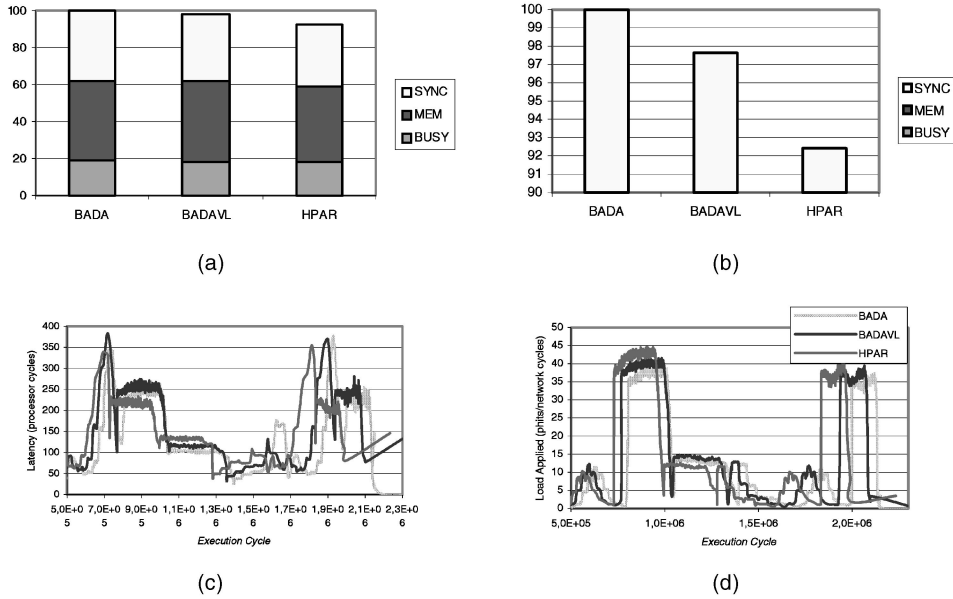 100
80
60
40
20
0
BADA BADAVL HPAR
SYNC
MEM
BUSY
(a)
100
99
98
97
96
95
94
93
92
91
90
BADA BADAVL HPAR
SYNC
MEM
BUSY
(b)
Latency (processor cycles)
400
350
300
250
200
150
100
50
0
5,0E+0 7,0E+0 9,0E+0 1,1E+0 1,3E+0 1,5E+0 1,7E+0 1,9E+0 2,1E+0 2,3E+0
5 5 5 6 6 6 6 6 6 6
Execution Cycle
(c)
BADA
BADAVL
HPAR
Load Applied (phits/network cycles)
50
45
40
35
30
25
20
15
10
5
0
5,0E+05 1,0E+06 1,5E+06 2,0E+06
Execution Cycle
(d)